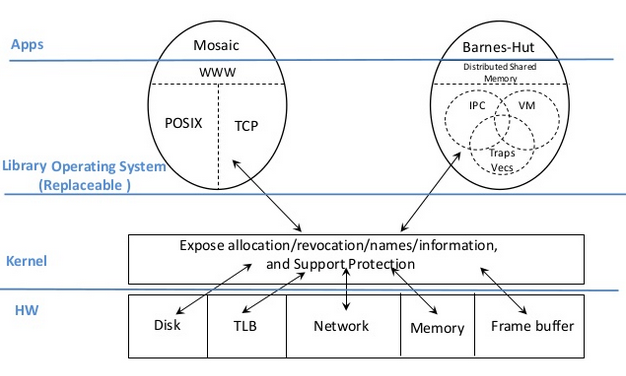 Apps
Mosaic
WWW
POSIX
TCP
Barnes-Hut
Distributed Shared
Memory
IPC
VM
Traps
Vecs
Library Operating System
(Replaceable )
Kernel
Expose allocation/revocation/names/information,
and Support Protection
HW
Disk
TLB
Network
Memory
Frame buffer